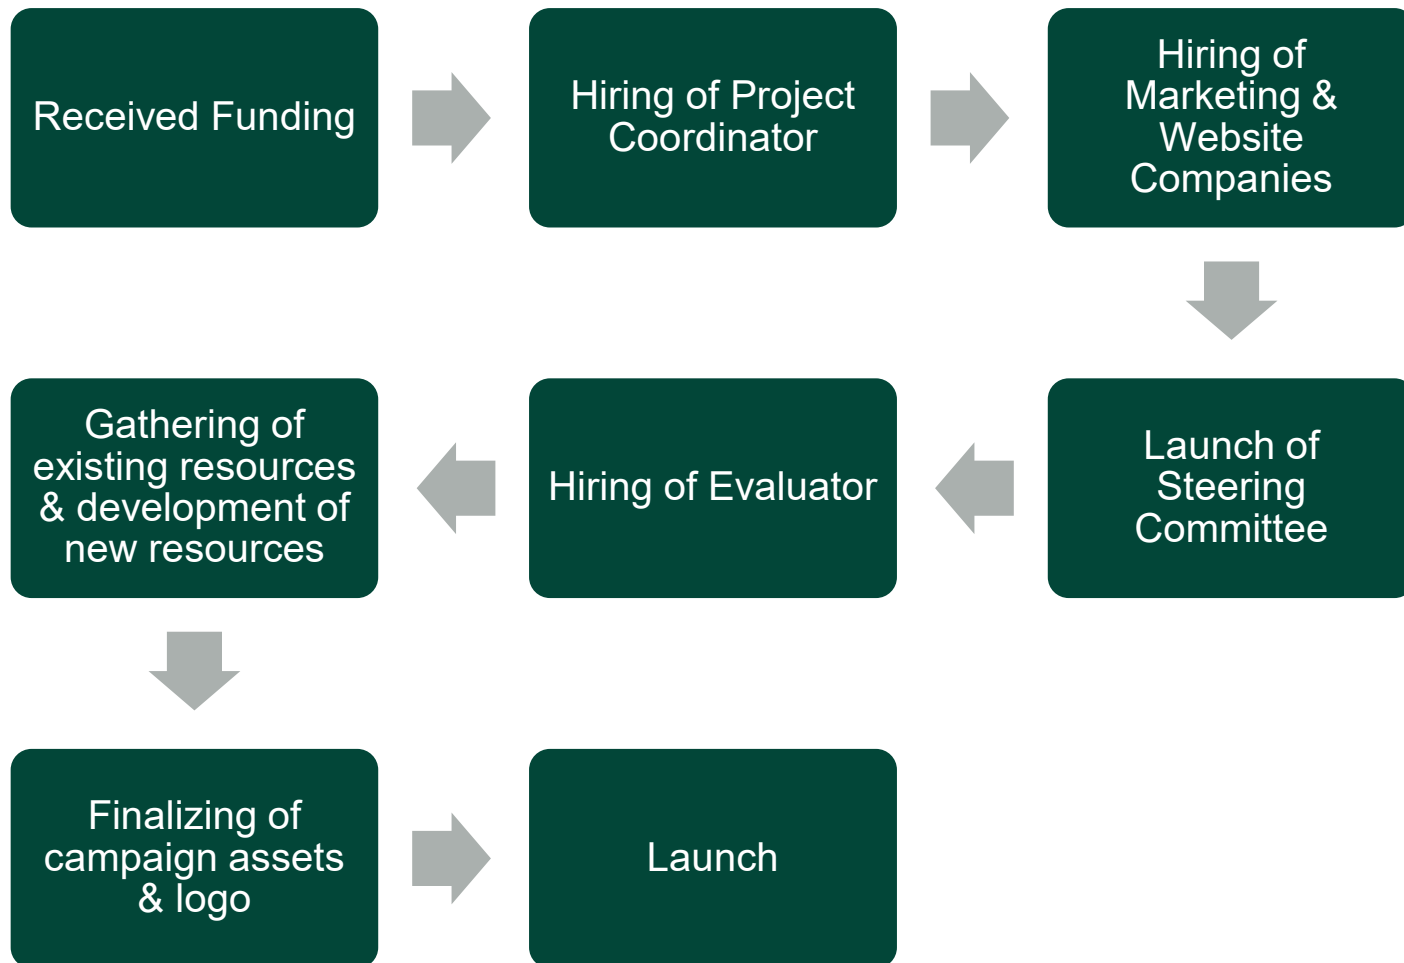 Received Funding
Hiring of Project
Coordinator
Hiring of
Marketing &
Website
Companies
Launch of
Steering
Committee
Hiring of Evaluator
Gathering of
existing resources
& development of
new resources
Finalizing of
campaign assets
& logo
Launch